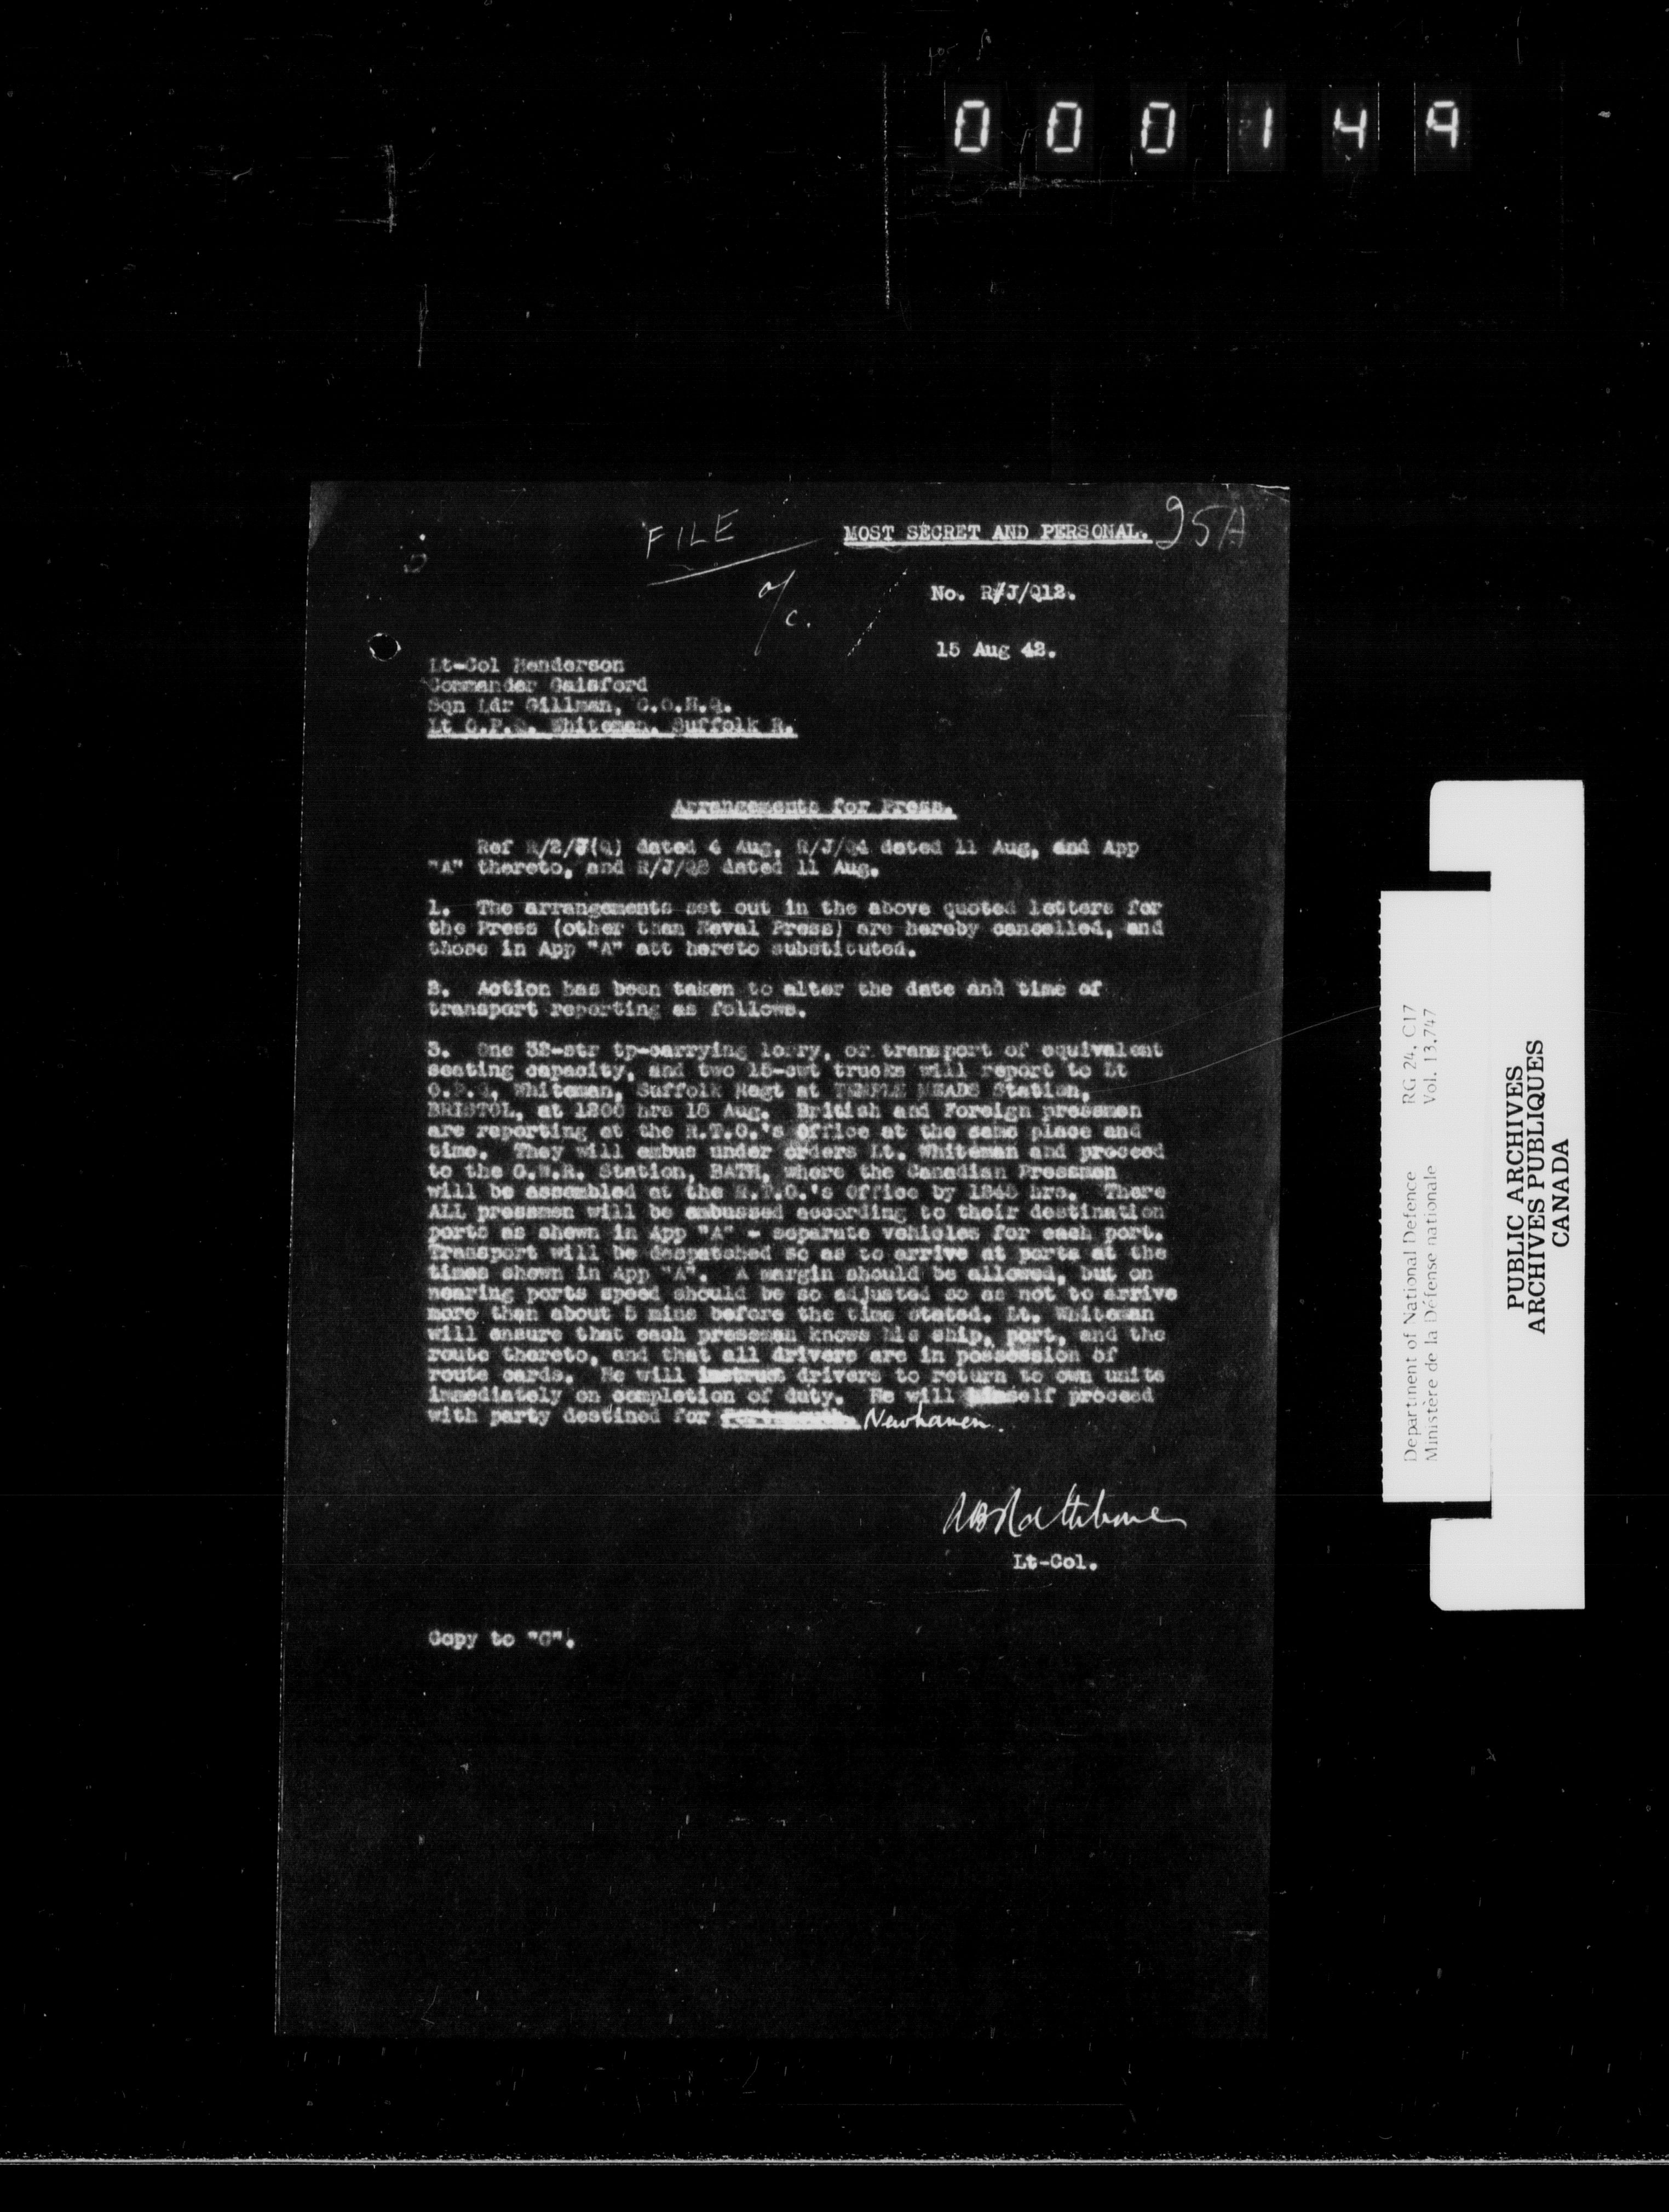 000149
FILE
MOST SECRET AND PERSONAL.
25A
No. R/J/Q12.
15 Aug 42.
Lt-Col Henderson
Commander Gaisford
Sqn Ldr Gillman, C.O.H.Q.
Lt Whiteman, Suffolk R.
Arrangements for Press.
Ref R/2/J(Q) dated 4 Aug, R/J/Q4 dated 11 Aug, and App
"A" thereto, and dated 11 Aug.
1. The arrangements set out in the above quoted letters for
the Press (other than Naval Press) are hereby cancelled, and
those in App "A" att hereto substituted.
2. Action has been taken to alter the date and time of
transport reporting as follows.
3. One 32-str tp-carrying lorry, or transport of equivalent
seating capacity, and two 15-cwt trucks will report to Lt
Whiteman, Suffolk Regt at TEMPLE MEADS Station,
BRISTOL, at hrs Aug. British and Foreign pressmen
are reporting at the R.T.O.'s Office at the same place and
time. They will embus under orders Lt. Whiteman and proceed
to the G.W.R. Station, BATH, where the Canadian Pressmen
will be assembled at the R.T.O.'s Office by hrs. There
ALL pressmen will be embussed according to their destination
ports as shewn in App "A" - separate vehicles for each port.
Transport will be despatched so as to arrive at ports at the
times shewn in App "A". A margin should be allowed, but on
nearing ports speed should be so adjusted so as not to arrive
more than about 5 mins before the time stated. Lt. Whiteman
will ensure that each pressman knows his ship, port, and the
route thereto, and that all drivers are in possession of
route cards. He will instruct drivers to return to own units
immediately on completion of duty. He will himself proceed
with party destined for Newhaven.
Lt-Col.
Copy to "G".
Department of National Defence RG 24, C17
Ministère de la Défense nationale Vol. 13,747
PUBLIC ARCHIVES
ARCHIVES PUBLIQUES
CANADA